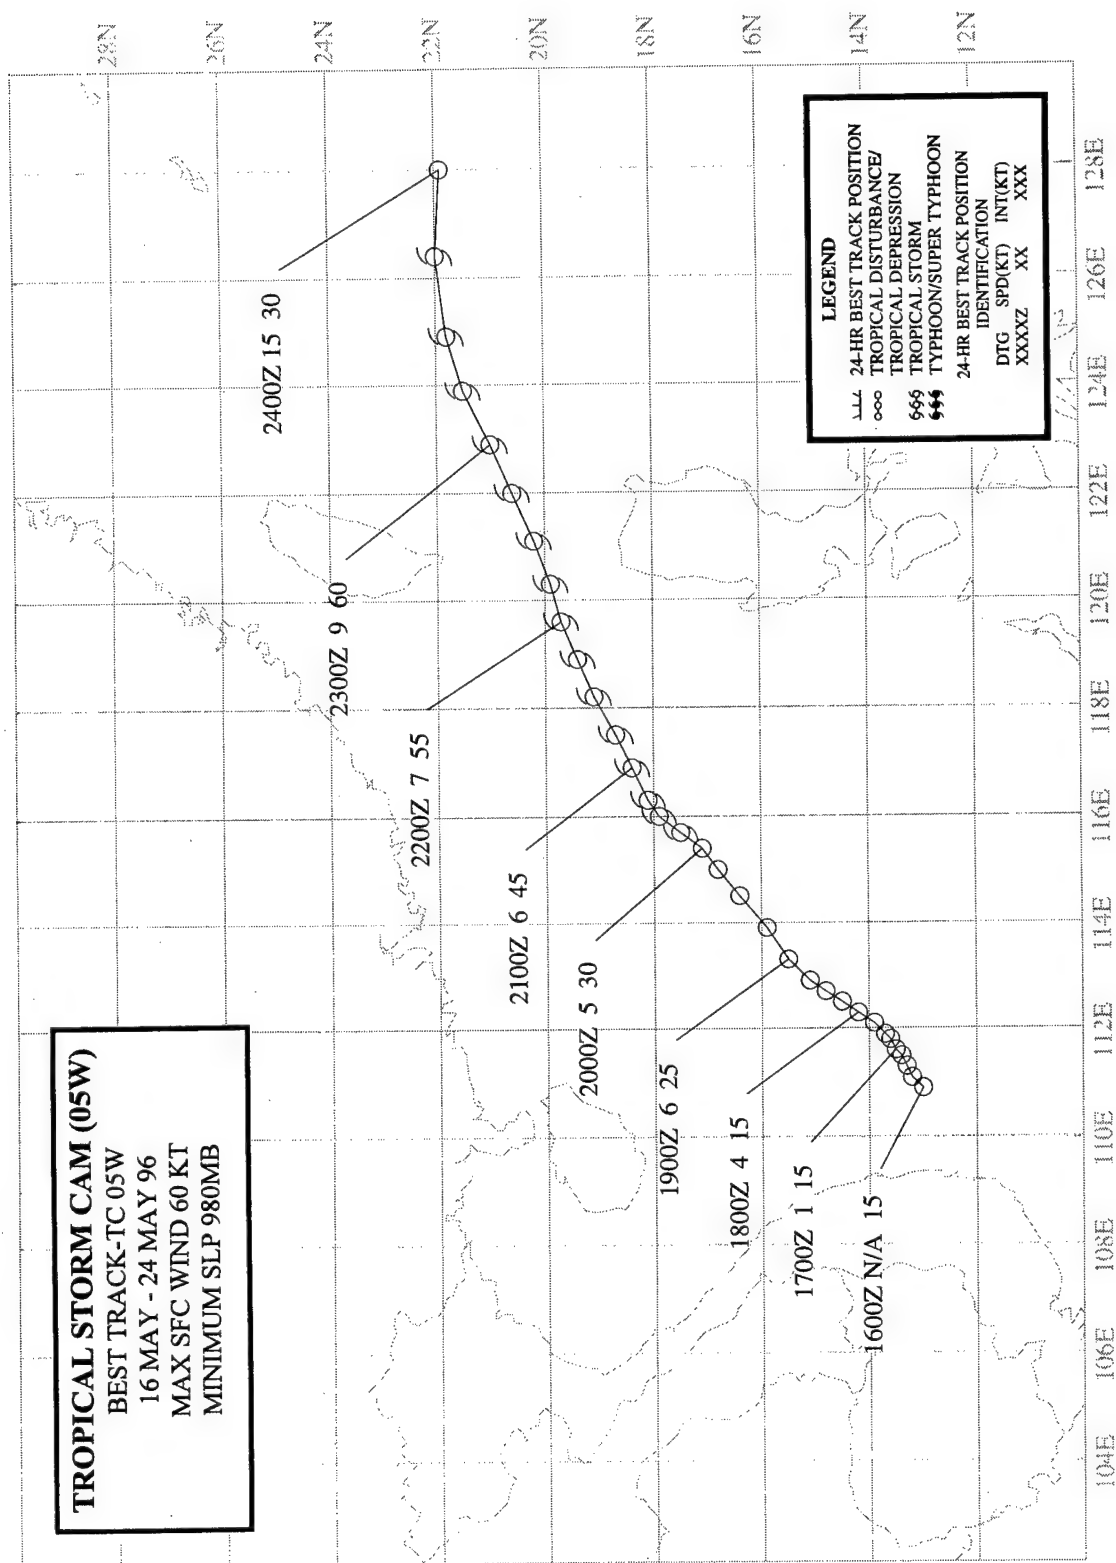 TROPICAL STORM CAM (05W)
BEST TRACK-TC 05W
16 MAY - 24 MAY 96
MAX SFC WIND 60 KT
MINIMUM SLP 980MB
28N
26N
24N
22N
20N
18N
16N
14N
12N
2400Z 15 30
2300Z 9 60
2200Z 7 55
2100Z 6 45
2000Z 5 30
1900Z 6 25
1800Z 4 15
1700Z 1 15
1600Z N/A 15
LEGEND
24-HR BEST TRACK POSITION
TROPICAL DISTURBANCE/
TROPICAL DEPRESSION
TROPICAL STORM
TYPHOON/SUPER TYPHOON
24-HR BEST TRACK POSITION
IDENTIFICATION
DTG SPD(KT) INT(KT)
XXXXZ XX XXX
104E 106E 108E 110E 112E 114E 116E 118E 120E 122E 124E 126E 128E